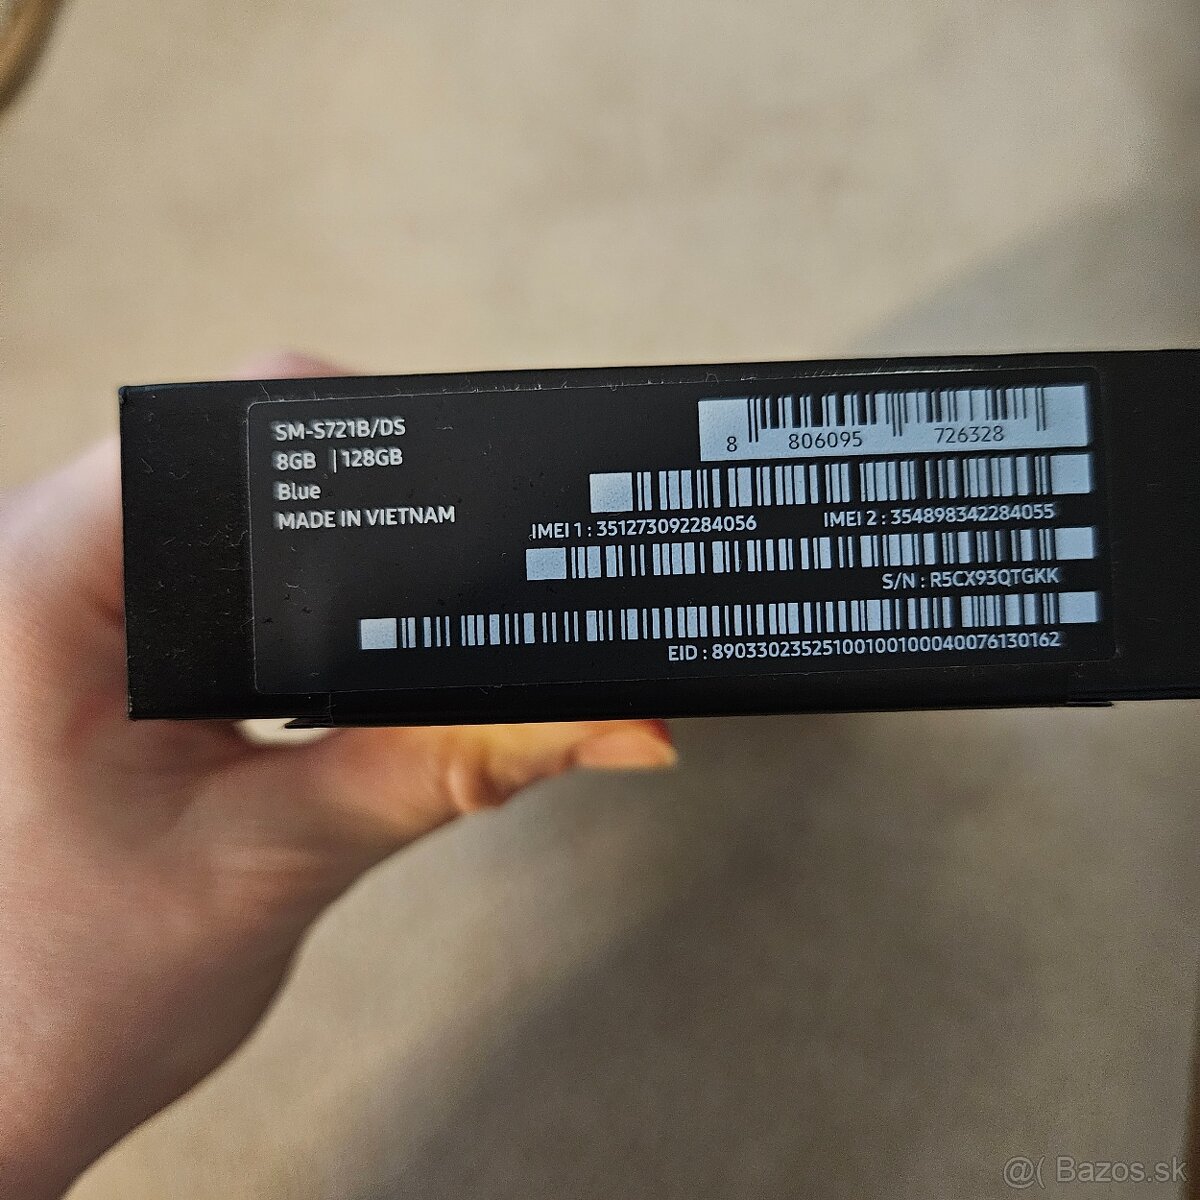 SM-S721B/DS
8GB | 128GB
Blue
MADE IN VIETNAM
8 806095 726328
IMEI 1 : 351273092284056 IMEI 2 : 354898342284055
S/N : R5CX93QTGKK
EID : 89033023525100100100040076130162
@( Bazos.sk